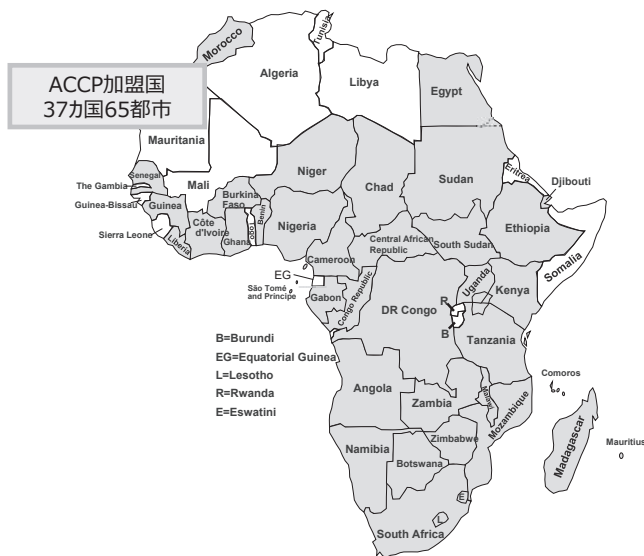 ACCP加盟国
37カ国65都市
Morocco
Tunisia
Algeria
Libya
Egypt
Mauritania
Mali
Niger
Chad
Sudan
Eritrea
Djibouti
Senegal
The Gambia
Guinea-Bissau
Guinea
Sierra Leone
Liberia
Côte
d'Ivoire
Burkina
Faso
Ghana
Togo
Benin
Nigeria
Cameroon
Central African
Republic
South Sudan
Ethiopia
Somalia
EG
São Tomé
and Principe
Gabon
Congo Republic
DR Congo
Uganda
Kenya
R
B
Tanzania
B=Burundi
EG=Equatorial Guinea
L=Lesotho
R=Rwanda
E=Eswatini
Angola
Zambia
Malawi
Mozambique
Comoros
Madagascar
Mauritius
Namibia
Botswana
Zimbabwe
E
L
South Africa